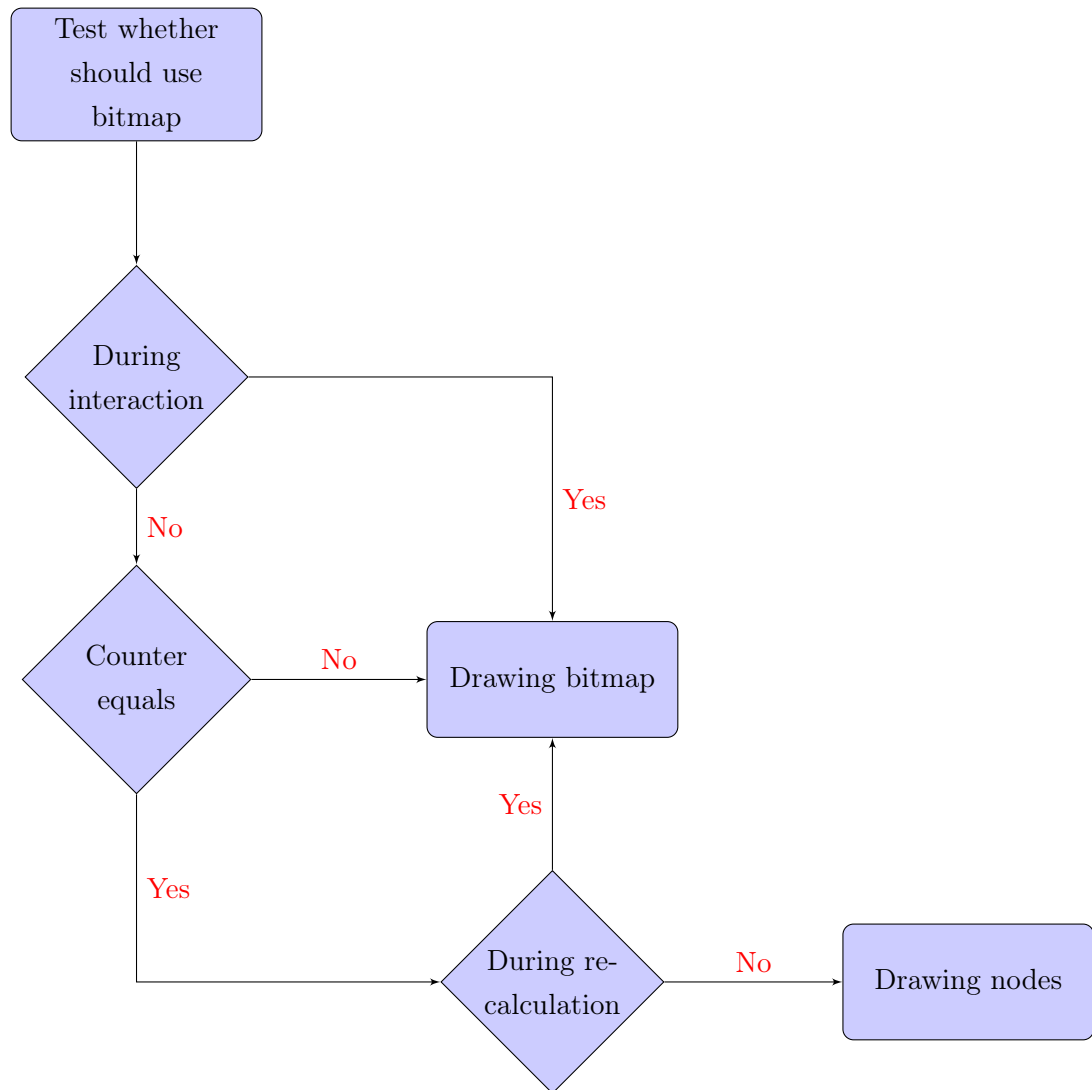 Test whether
should use
bitmap
During
interaction
Yes
No
Counter
equals
No
Drawing bitmap
Yes
Yes
During re-
calculation
No
Drawing nodes